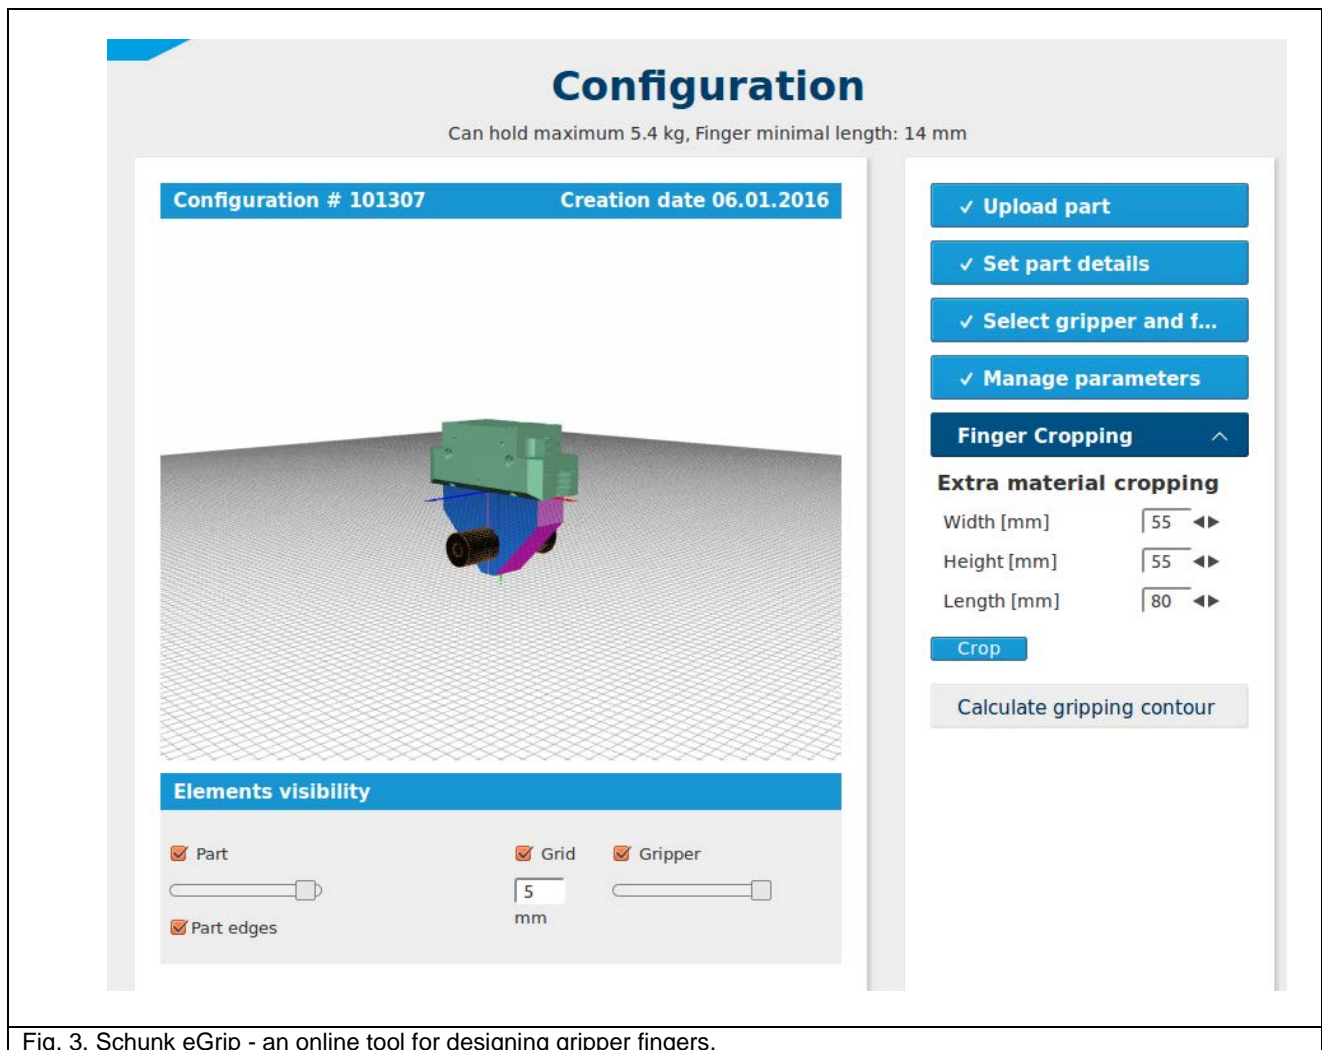 Configuration
Can hold maximum 5.4 kg, Finger minimal length: 14 mm
Configuration # 101307 Creation date 06.01.2016
✓ Upload part
✓ Set part details
✓ Select gripper and f...
✓ Manage parameters
Finger Cropping
Extra material cropping
Width [mm] 55
Height [mm] 55
Length [mm] 80
Crop
Calculate gripping contour
Elements visibility
Part Grid Gripper
5
mm
Part edges
Fig. 3. Schunk eGrip - an online tool for designing gripper fingers.